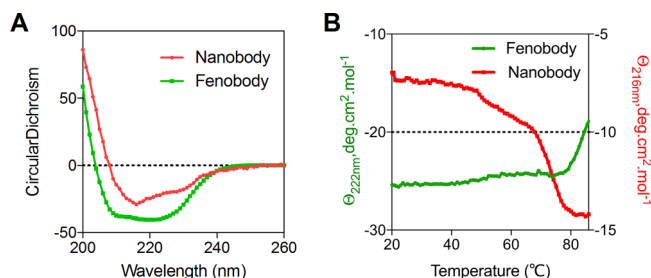 A
100
50
0
-50
CircularDichroism
Nanobody
Fenobody
200 220 240 260
Wavelength (nm)
B
-10
-20
-30
Θ222nm,deg.cm2.mol-1
Fenobody
Nanobody
-5
-10
-15
Θ216nm,deg.cm2.mol-1
20 40 60 80
Temperature (℃)